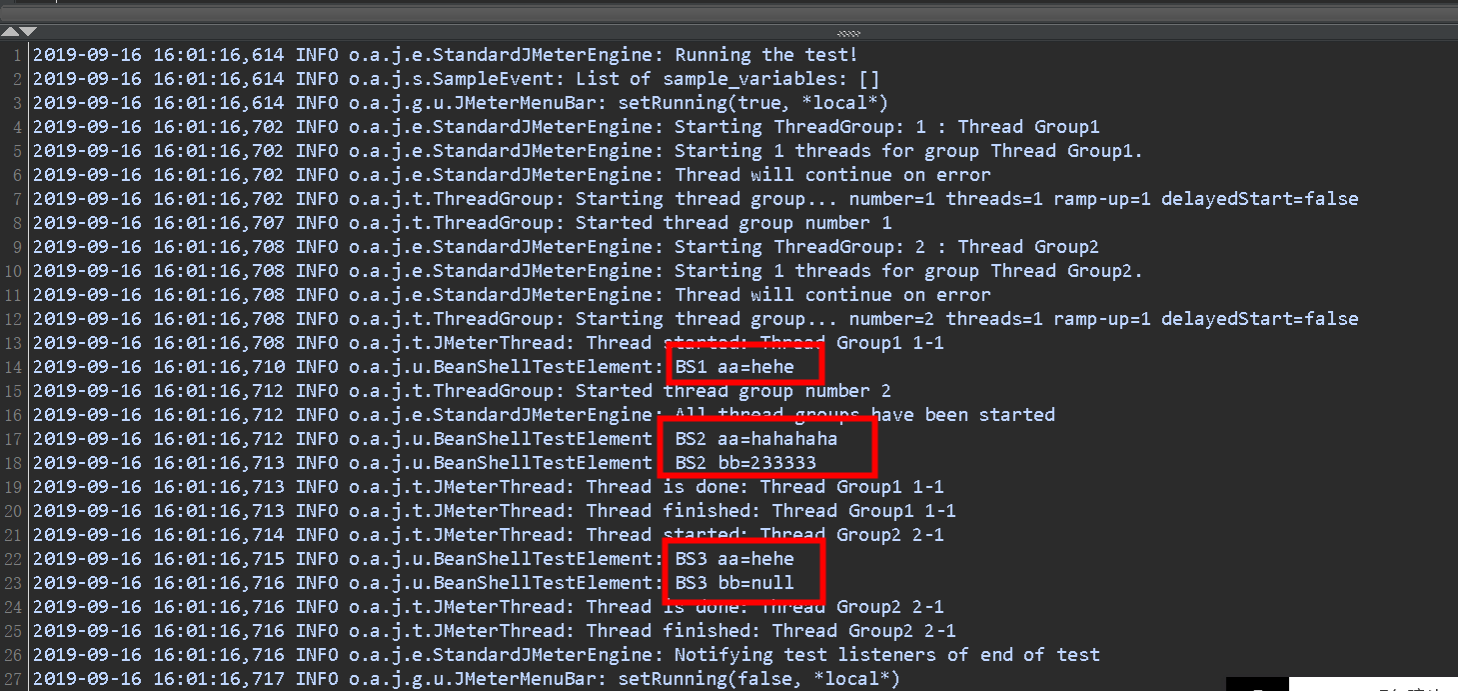 1 2019-09-16 16:01:16,614 INFO o.a.j.e.StandardJMeterEngine: Running the test!
2 2019-09-16 16:01:16,614 INFO o.a.j.s.SampleEvent: List of sample_variables: []
3 2019-09-16 16:01:16,614 INFO o.a.j.g.u.JMeterMenuBar: setRunning(true, *local*)
4 2019-09-16 16:01:16,702 INFO o.a.j.e.StandardJMeterEngine: Starting ThreadGroup: 1 : Thread Group1
5 2019-09-16 16:01:16,702 INFO o.a.j.e.StandardJMeterEngine: Starting 1 threads for group Thread Group1.
6 2019-09-16 16:01:16,702 INFO o.a.j.e.StandardJMeterEngine: Thread will continue on error
7 2019-09-16 16:01:16,702 INFO o.a.j.t.ThreadGroup: Starting thread group... number=1 threads=1 ramp-up=1 delayedStart=false
8 2019-09-16 16:01:16,707 INFO o.a.j.t.ThreadGroup: Started thread group number 1
9 2019-09-16 16:01:16,708 INFO o.a.j.e.StandardJMeterEngine: Starting ThreadGroup: 2 : Thread Group2
10 2019-09-16 16:01:16,708 INFO o.a.j.e.StandardJMeterEngine: Starting 1 threads for group Thread Group2.
11 2019-09-16 16:01:16,708 INFO o.a.j.e.StandardJMeterEngine: Thread will continue on error
12 2019-09-16 16:01:16,708 INFO o.a.j.t.ThreadGroup: Starting thread group... number=2 threads=1 ramp-up=1 delayedStart=false
13 2019-09-16 16:01:16,708 INFO o.a.j.t.JMeterThread: Thread started: Thread Group1 1-1
14 2019-09-16 16:01:16,710 INFO o.a.j.u.BeanShellTestElement: BS1 aa=hehe
15 2019-09-16 16:01:16,712 INFO o.a.j.t.ThreadGroup: Started thread group number 2
16 2019-09-16 16:01:16,712 INFO o.a.j.e.StandardJMeterEngine: All thread groups have been started
17 2019-09-16 16:01:16,712 INFO o.a.j.u.BeanShellTestElement BS2 aa=hahahaha
18 2019-09-16 16:01:16,713 INFO o.a.j.u.BeanShellTestElement BS2 bb=233333
19 2019-09-16 16:01:16,713 INFO o.a.j.t.JMeterThread: Thread is done: Thread Group1 1-1
20 2019-09-16 16:01:16,713 INFO o.a.j.t.JMeterThread: Thread finished: Thread Group1 1-1
21 2019-09-16 16:01:16,714 INFO o.a.j.t.JMeterThread: Thread started: Thread Group2 2-1
22 2019-09-16 16:01:16,715 INFO o.a.j.u.BeanShellTestElement: BS3 aa=hehe
23 2019-09-16 16:01:16,716 INFO o.a.j.u.BeanShellTestElement: BS3 bb=null
24 2019-09-16 16:01:16,716 INFO o.a.j.t.JMeterThread: Thread is done: Thread Group2 2-1
25 2019-09-16 16:01:16,716 INFO o.a.j.t.JMeterThread: Thread finished: Thread Group2 2-1
26 2019-09-16 16:01:16,716 INFO o.a.j.e.StandardJMeterEngine: Notifying test listeners of end of test
27 2019-09-16 16:01:16,717 INFO o.a.j.g.u.JMeterMenuBar: setRunning(false, *local*)